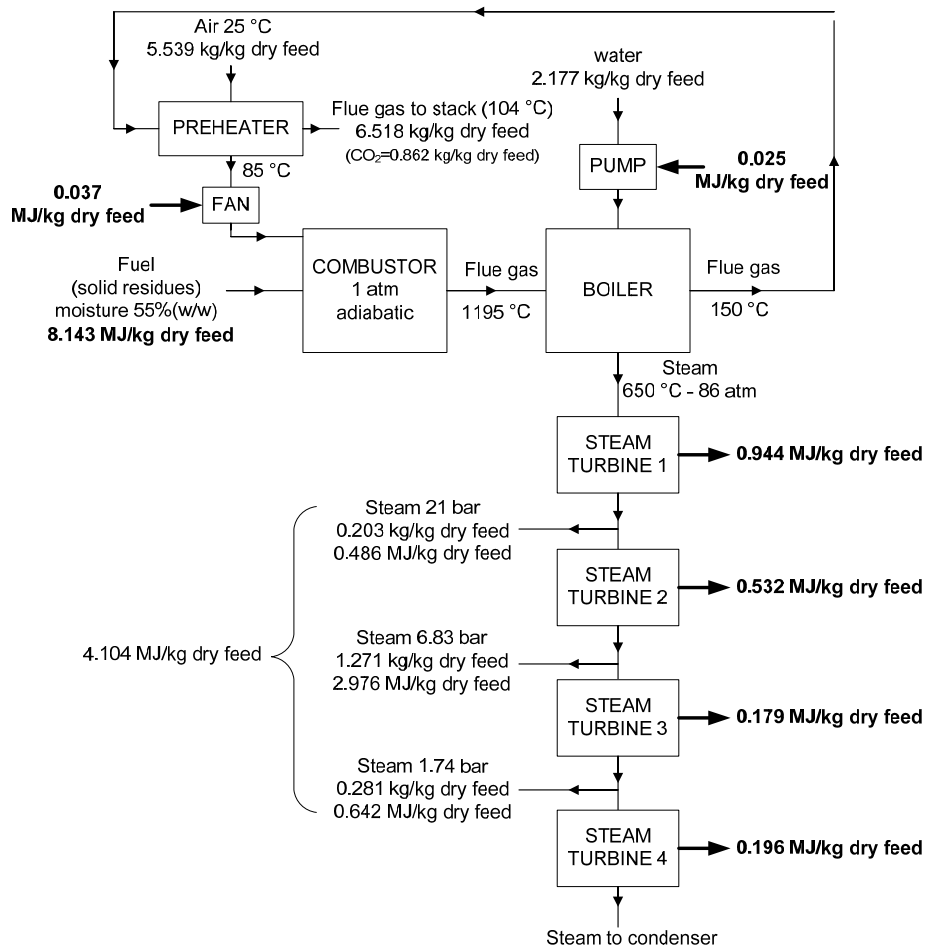 Air 25 °C
5.539 kg/kg dry feed
PREHEATER
Flue gas to stack (104 °C)
6.518 kg/kg dry feed
(CO₂=0.862 kg/kg dry feed)
85 °C
0.037
MJ/kg dry feed
FAN
water
2.177 kg/kg dry feed
PUMP
0.025
MJ/kg dry feed
Fuel
(solid residues)
moisture 55%(w/w)
8.143 MJ/kg dry feed
COMBUSTOR
1 atm
adiabatic
Flue gas
1195 °C
BOILER
Flue gas
150 °C
Steam
650 °C - 86 atm
STEAM
TURBINE 1
0.944 MJ/kg dry feed
Steam 21 bar
0.203 kg/kg dry feed
0.486 MJ/kg dry feed
STEAM
TURBINE 2
0.532 MJ/kg dry feed
4.104 MJ/kg dry feed
Steam 6.83 bar
1.271 kg/kg dry feed
2.976 MJ/kg dry feed
STEAM
TURBINE 3
0.179 MJ/kg dry feed
Steam 1.74 bar
0.281 kg/kg dry feed
0.642 MJ/kg dry feed
STEAM
TURBINE 4
0.196 MJ/kg dry feed
Steam to condenser